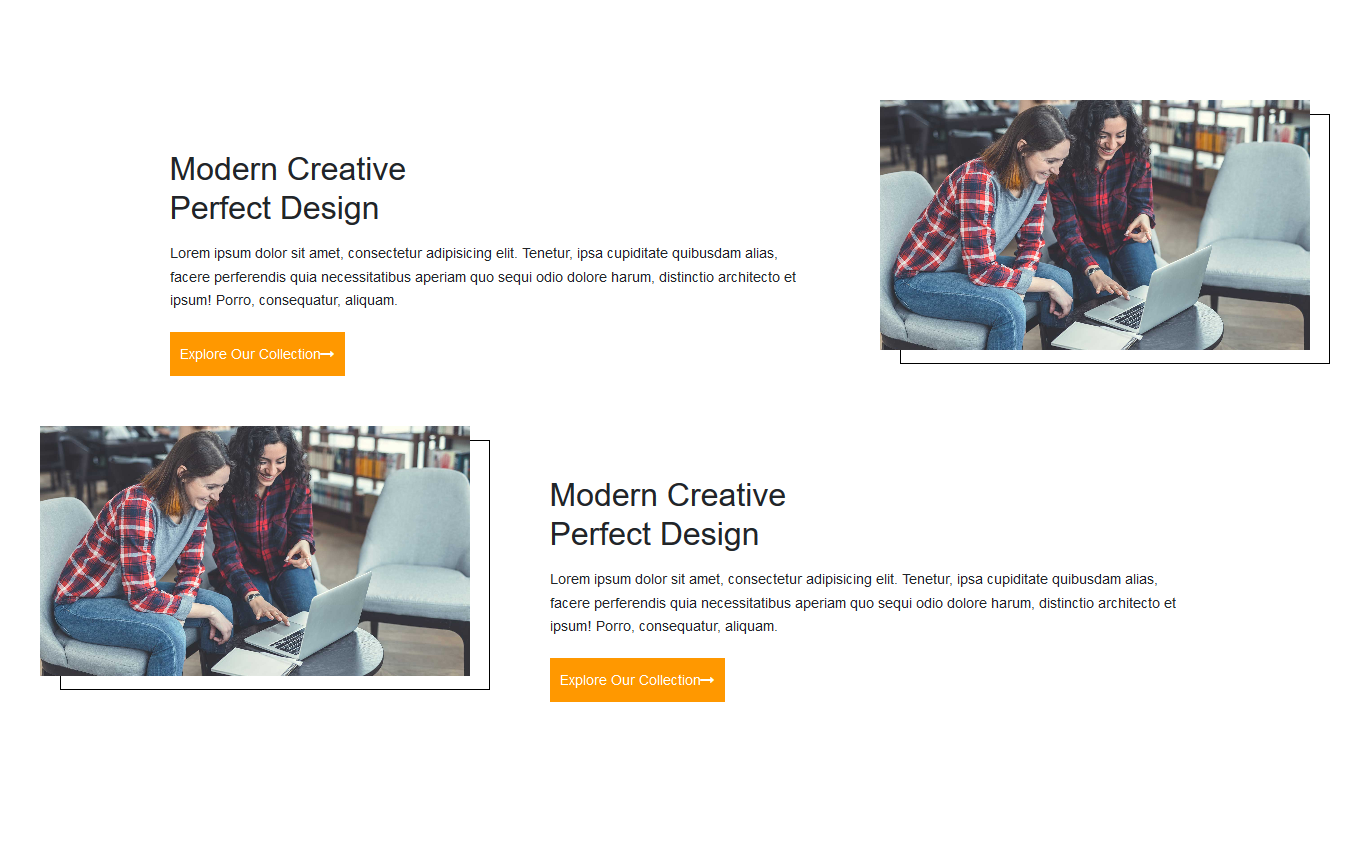 Modern Creative
Perfect Design
Lorem ipsum dolor sit amet, consectetur adipisicing elit. Tenetur, ipsa cupiditate quibusdam alias,
facere perferendis quia necessitatibus aperiam quo sequi odio dolore harum, distinctio architecto et
ipsum! Porro, consequatur, aliquam.
Explore Our Collection→
Modern Creative
Perfect Design
Lorem ipsum dolor sit amet, consectetur adipisicing elit. Tenetur, ipsa cupiditate quibusdam alias,
facere perferendis quia necessitatibus aperiam quo sequi odio dolore harum, distinctio architecto et
ipsum! Porro, consequatur, aliquam.
Explore Our Collection→